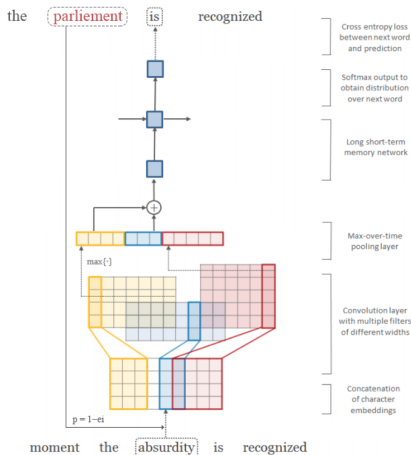 the parliement is recognized
Cross entropy loss
between next word
and prediction
Softmax output to
obtain distribution
over next word
Long short-term
memory network
+
Max-over-time
pooling layer
max{·}
Convolution layer
with multiple filters
of different widths
Concatenation
of character
embeddings
p = 1−ei
moment the absurdity is recognized